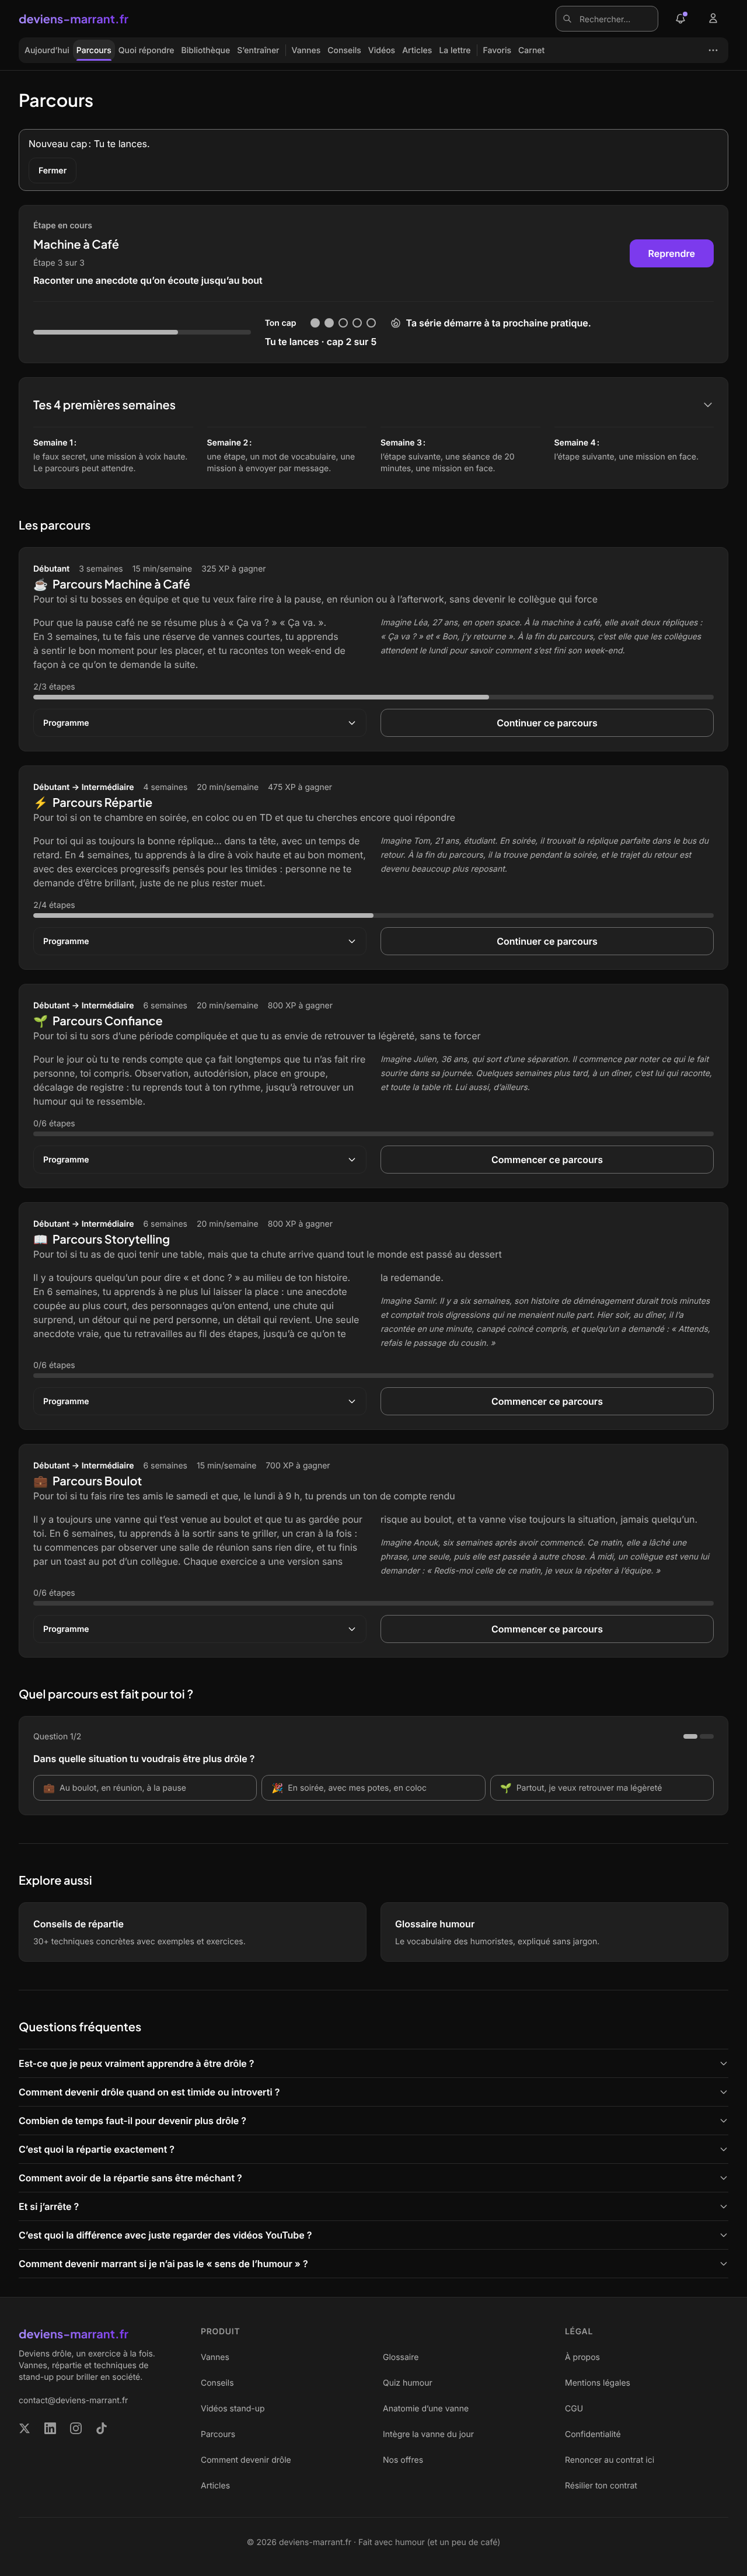 deviens-marrant.fr
Rechercher...
Aujourd'hui Parcours Quoi répondre Bibliothèque S'entraîner Vannes Conseils Vidéos Articles La lettre Favoris Carnet
Parcours
Nouveau cap : Tu te lances.
Fermer
Étape en cours
Machine à Café
Étape 3 sur 3
Raconter une anecdote qu'on écoute jusqu'au bout
Reprendre
Ton cap
Ta série démarre à ta prochaine pratique.
Tu te lances · cap 2 sur 5
Tes 4 premières semaines
Semaine 1 :
le faux secret, une mission à voix haute.
Le parcours peut attendre.
Semaine 2 :
une étape, un mot de vocabulaire, une
mission à envoyer par message.
Semaine 3 :
l'étape suivante, une séance de 20
minutes, une mission en face.
Semaine 4 :
l'étape suivante, une mission en face.
Les parcours
Débutant 3 semaines 15 min/semaine 325 XP à gagner
☕ Parcours Machine à Café
Pour toi si tu bosses en équipe et que tu veux faire rire à la pause, en réunion ou à l'afterwork, sans devenir le collègue qui force
Pour que la pause café ne se résume plus à « Ça va ? » « Ça va. ».
En 3 semaines, tu te fais une réserve de vannes courtes, tu apprends
à sentir le bon moment pour les placer, et tu racontes ton week-end de
façon à ce qu'on te demande la suite.
Imagine Léa, 27 ans, en open space. À la machine à café, elle avait deux répliques :
« Ça va ? » et « Bon, j'y retourne ». À la fin du parcours, c'est elle que les collègues
attendent le lundi pour savoir comment s'est fini son week-end.
2/3 étapes
Programme
Continuer ce parcours
Débutant → Intermédiaire 4 semaines 20 min/semaine 475 XP à gagner
⚡ Parcours Répartie
Pour toi si on te chambre en soirée, en coloc ou en TD et que tu cherches encore quoi répondre
Pour toi qui as toujours la bonne réplique… dans ta tête, avec un temps de
retard. En 4 semaines, tu apprends à la dire à voix haute et au bon moment,
avec des exercices progressifs pensés pour les timides : personne ne te
demande d'être brillant, juste de ne plus rester muet.
Imagine Tom, 21 ans, étudiant. En soirée, il trouvait la réplique parfaite dans le bus du
retour. À la fin du parcours, il la trouve pendant la soirée, et le trajet du retour est
devenu beaucoup plus reposant.
2/4 étapes
Programme
Continuer ce parcours
Débutant → Intermédiaire 6 semaines 20 min/semaine 800 XP à gagner
🌱 Parcours Confiance
Pour toi si tu sors d'une période compliquée et que tu as envie de retrouver ta légèreté, sans te forcer
Pour le jour où tu te rends compte que ça fait longtemps que tu n'as fait rire
personne, toi compris. Observation, autodérision, place en groupe,
décalage de registre : tu reprends tout à ton rythme, jusqu'à retrouver un
humour qui te ressemble.
Imagine Julien, 36 ans, qui sort d'une séparation. Il commence par noter ce qui le fait
sourire dans sa journée. Quelques semaines plus tard, à un dîner, c'est lui qui raconte,
et toute la table rit. Lui aussi, d'ailleurs.
0/6 étapes
Programme
Commencer ce parcours
Débutant → Intermédiaire 6 semaines 20 min/semaine 800 XP à gagner
📖 Parcours Storytelling
Pour toi si tu as de quoi tenir une table, mais que ta chute arrive quand tout le monde est passé au dessert
Il y a toujours quelqu'un pour dire « et donc ? » au milieu de ton histoire.
En 6 semaines, tu apprends à ne plus lui laisser la place : une anecdote
coupée au plus court, des personnages qu'on entend, une chute qui
surprend, un détour qui ne perd personne, un détail qui revient. Une seule
anecdote vraie, que tu retravailles au fil des étapes, jusqu'à ce qu'on te
la redemande.
Imagine Samir. Il y a six semaines, son histoire de déménagement durait trois minutes
et comptait trois digressions qui ne menaient nulle part. Hier soir, au dîner, il l'a
racontée en une minute, canapé coincé compris, et quelqu'un a demandé : « Attends,
refais le passage du cousin. »
0/6 étapes
Programme
Commencer ce parcours
Débutant → Intermédiaire 6 semaines 15 min/semaine 700 XP à gagner
💼 Parcours Boulot
Pour toi si tu fais rire tes amis le samedi et que, le lundi à 9 h, tu prends un ton de compte rendu
Il y a toujours une vanne qui t'est venue au boulot et que tu as gardée pour
toi. En 6 semaines, tu apprends à la sortir sans te griller, un cran à la fois :
tu commences par observer une salle de réunion sans rien dire, et tu finis
par un toast au pot d'un collègue. Chaque exercice a une version sans
risque au boulot, et ta vanne vise toujours la situation, jamais quelqu'un.
Imagine Anouk, six semaines après avoir commencé. Ce matin, elle a lâché une
phrase, une seule, puis elle est passée à autre chose. À midi, un collègue est venu lui
demander : « Redis-moi celle de ce matin, je veux la répéter à l'équipe. »
0/6 étapes
Programme
Commencer ce parcours
Quel parcours est fait pour toi ?
Question 1/2
Dans quelle situation tu voudrais être plus drôle ?
💼 Au boulot, en réunion, à la pause
🎉 En soirée, avec mes potes, en coloc
🌱 Partout, je veux retrouver ma légèreté
Explore aussi
Conseils de répartie
30+ techniques concrètes avec exemples et exercices.
Glossaire humour
Le vocabulaire des humoristes, expliqué sans jargon.
Questions fréquentes
Est-ce que je peux vraiment apprendre à être drôle ?
Comment devenir drôle quand on est timide ou introverti ?
Combien de temps faut-il pour devenir plus drôle ?
C'est quoi la répartie exactement ?
Comment avoir de la répartie sans être méchant ?
Et si j'arrête ?
C'est quoi la différence avec juste regarder des vidéos YouTube ?
Comment devenir marrant si je n'ai pas le « sens de l'humour » ?
deviens-marrant.fr
Deviens drôle, un exercice à la fois.
Vannes, répartie et techniques de
stand-up pour briller en société.
contact@deviens-marrant.fr
PRODUIT
Vannes
Conseils
Vidéos stand-up
Parcours
Comment devenir drôle
Articles
Glossaire
Quiz humour
Anatomie d'une vanne
Intègre la vanne du jour
Nos offres
LÉGAL
À propos
Mentions légales
CGU
Confidentialité
Renoncer au contrat ici
Résilier ton contrat
© 2026 deviens-marrant.fr · Fait avec humour (et un peu de café)